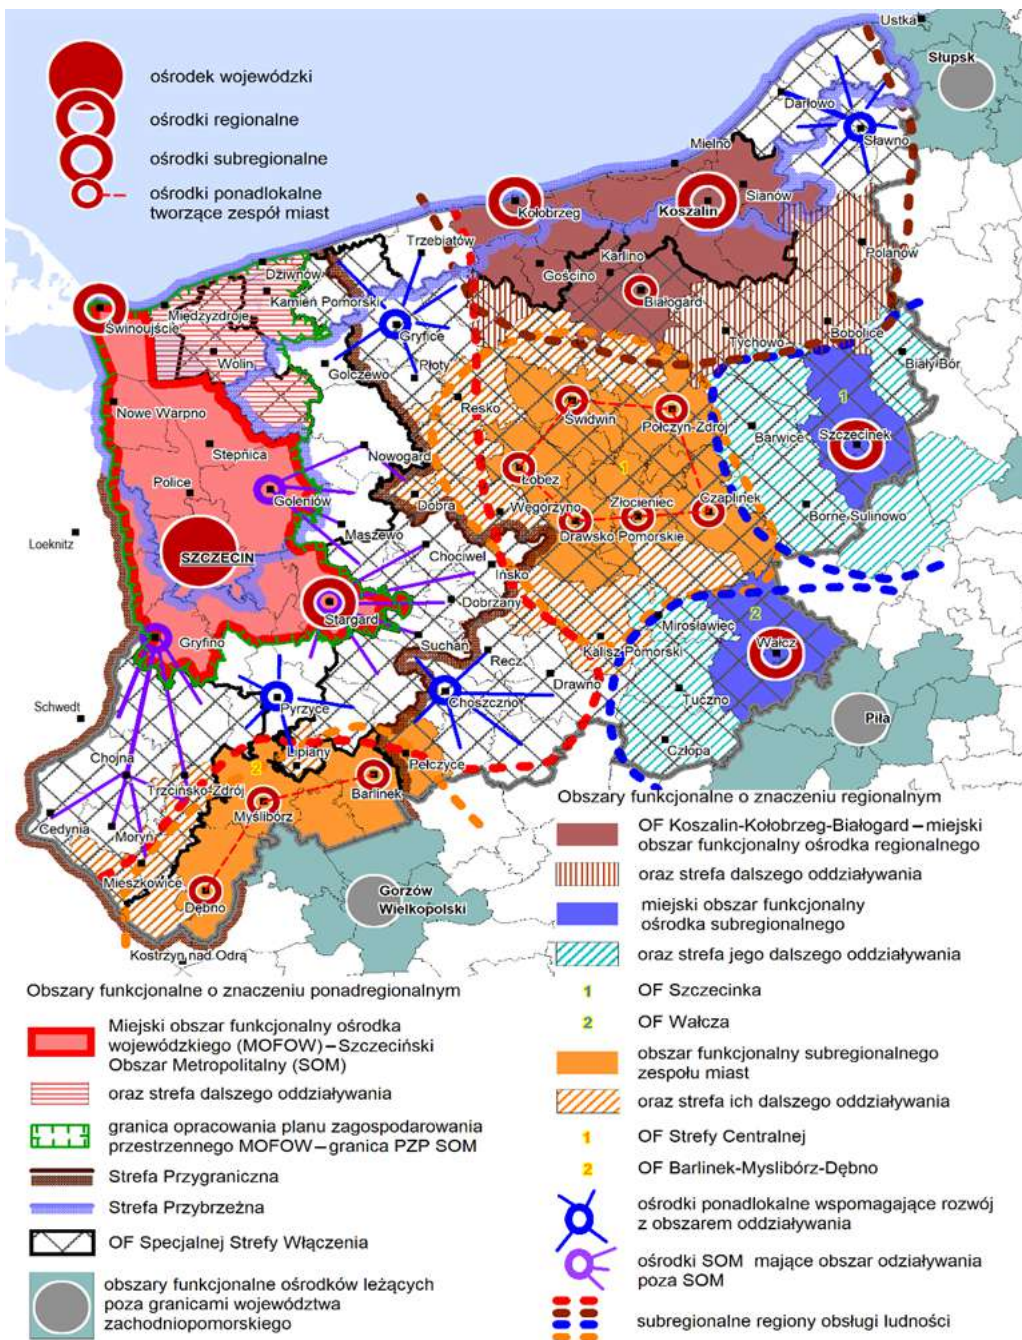 ośrodek wojewódzki
ośrodki regionalne
ośrodki subregionalne
ośrodki ponadlokalne
tworzące zespół miast
Ustka
Słupsk
Darłowo
Sławno
Mielno
Sianów
Koszalin
Kołobrzeg
Polanów
Trzebiatów
Karlino
Gościno
Białogard
Dziwnów
Kamień Pomorski
Międzyzdroje
Świnoujście
Wolin
Gryfice
Golczewo
Płoty
Tychowo
Bobolice
Biały Bór
Resko
Świdwin
Połczyn-Zdrój
1
Barwice
Szczecinek
Nowe Warpno
Stepnica
Nowogard
Police
Goleniów
Łobez
1
Dobra
Węgorzyno
Złocieniec
Czaplinek
Drawsko Pomorskie
Borne Sulinowo
Loeknitz
SZCZECIN
Maszewo
Chociwel
Ińsko
Dobrzany
Stargard
Suchań
Gryfino
Mirosławiec
2
Wałcz
Kalisz Pomorski
Recz
Drawno
Choszczno
Tuczno
Piła
Schwedt
Pyrzyce
Człopa
Chojna
Lipiany
Pełczyce
2
Trzcińsko-Zdrój
Barlinek
Myślibórz
Cedynia
Moryń
Mieszkowice
Dębno
Gorzów
Wielkopolski
Kostrzyn nad Odrą
Obszary funkcjonalne o znaczeniu regionalnym
OF Koszalin-Kołobrzeg-Białogard – miejski
obszar funkcjonalny ośrodka regionalnego
oraz strefa dalszego oddziaływania
miejski obszar funkcjonalny
ośrodka subregionalnego
oraz strefa jego dalszego oddziaływania
1 OF Szczecinka
2 OF Wałcza
obszar funkcjonalny subregionalnego
zespołu miast
oraz strefa ich dalszego oddziaływania
1 OF Strefy Centralnej
2 OF Barlinek-Myslibórz-Dębno
ośrodki ponadlokalne wspomagające rozwój
z obszarem oddziaływania
ośrodki SOM mające obszar odziaływania
poza SOM
subregionalne regiony obsługi ludności
Obszary funkcjonalne o znaczeniu ponadregionalnym
Miejski obszar funkcjonalny ośrodka
wojewódzkiego (MOFOW) – Szczeciński
Obszar Metropolitalny (SOM)
oraz strefa dalszego oddziaływania
granica opracowania planu zagospodarowania
przestrzennego MOFOW – granica PZP SOM
Strefa Przygraniczna
Strefa Przybrzeżna
OF Specjalnej Strefy Włączenia
obszary funkcjonalne ośrodków leżących
poza granicami województwa
zachodniopomorskiego